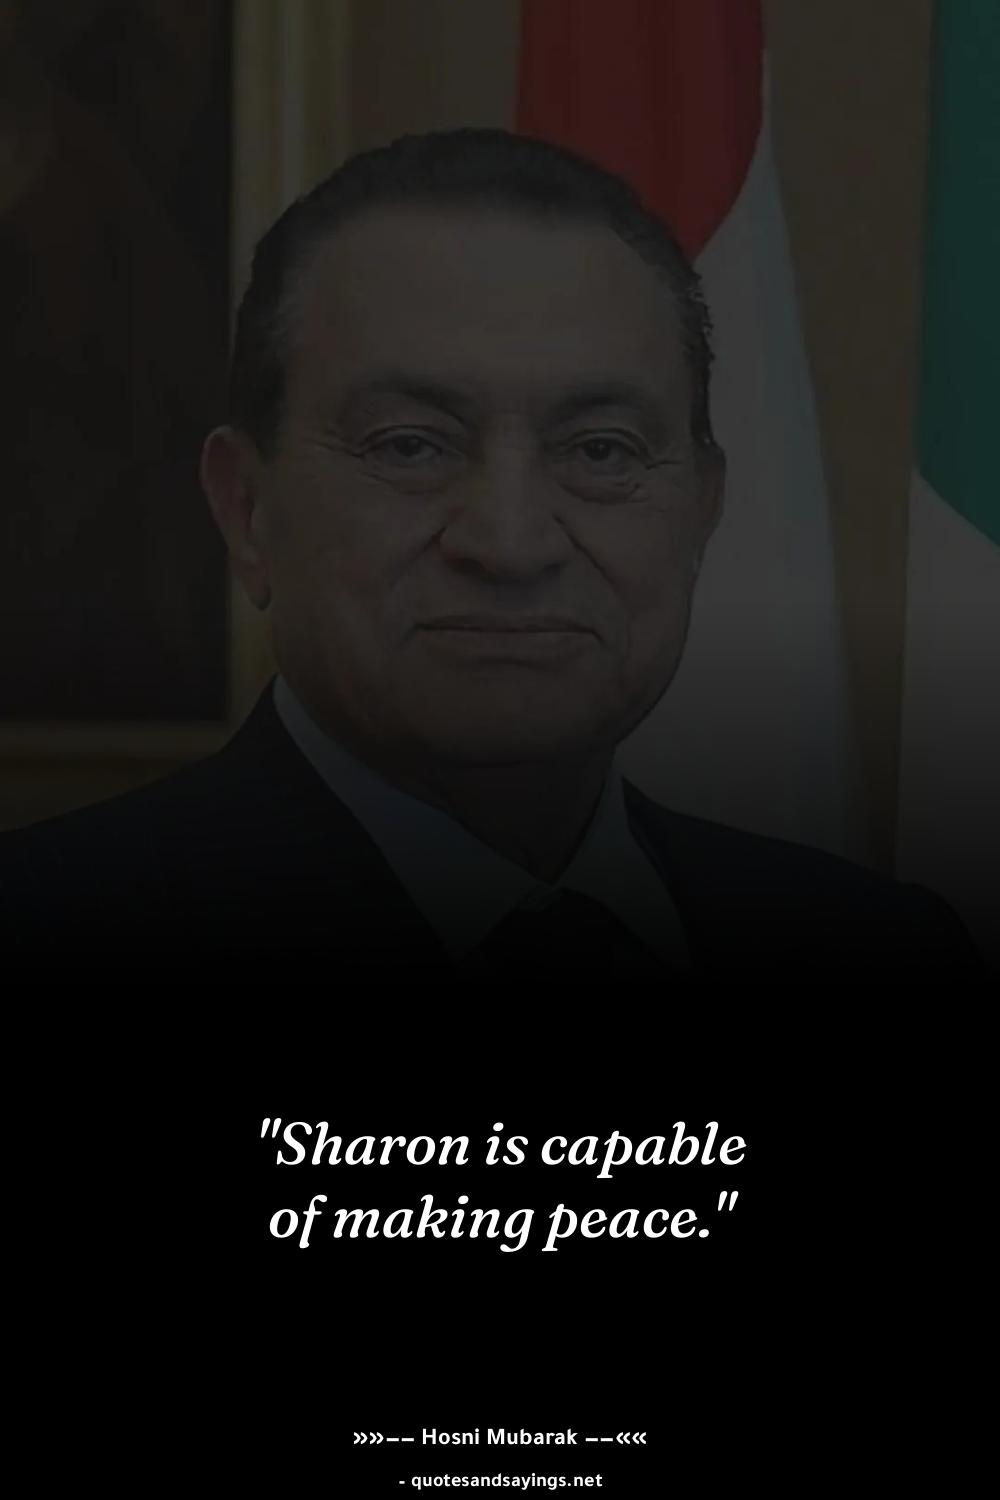 "Sharon is capable
of making peace."
»»–– Hosni Mubarak ––««
- quotesandsayings.net